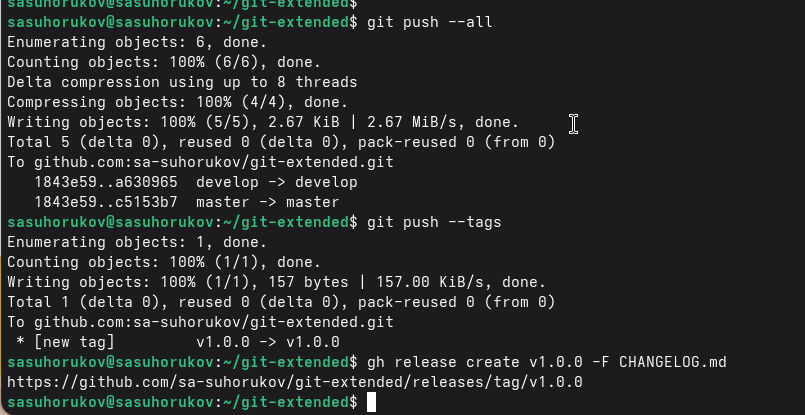 sasuhorukov@sasuhorukov:~/git-extended$
sasuhorukov@sasuhorukov:~/git-extended$ git push --all
Enumerating objects: 6, done.
Counting objects: 100% (6/6), done.
Delta compression using up to 8 threads
Compressing objects: 100% (4/4), done.
Writing objects: 100% (5/5), 2.67 KiB | 2.67 MiB/s, done.
Total 5 (delta 0), reused 0 (delta 0), pack-reused 0 (from 0)
To github.com:sa-suhorukov/git-extended.git
   1843e59..a630965  develop -> develop
   1843e59..c5153b7  master -> master
sasuhorukov@sasuhorukov:~/git-extended$ git push --tags
Enumerating objects: 1, done.
Counting objects: 100% (1/1), done.
Writing objects: 100% (1/1), 157 bytes | 157.00 KiB/s, done.
Total 1 (delta 0), reused 0 (delta 0), pack-reused 0 (from 0)
To github.com:sa-suhorukov/git-extended.git
 * [new tag]         v1.0.0 -> v1.0.0
sasuhorukov@sasuhorukov:~/git-extended$ gh release create v1.0.0 -F CHANGELOG.md
https://github.com/sa-suhorukov/git-extended/releases/tag/v1.0.0
sasuhorukov@sasuhorukov:~/git-extended$